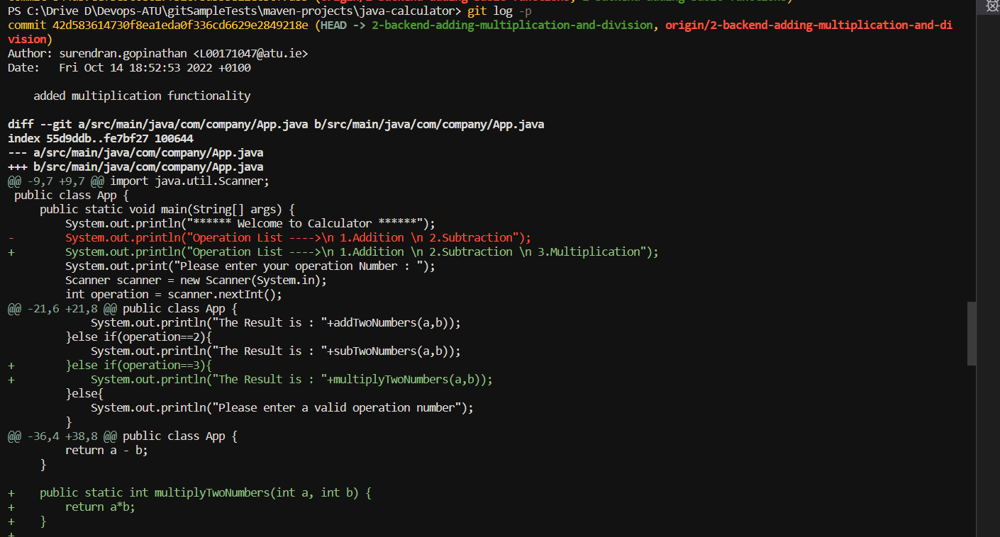 PS C:\Drive D\Devops-ATU\gitSampleTests\maven-projects\java-calculator> git log -p
commit 42d583614730f8ea1eda0f336cd6629e2849218e (HEAD -> 2-backend-adding-multiplication-and-division, origin/2-backend-adding-multiplication-and-di
vision)
Author: surendran.gopinathan <L00171047@atu.ie>
Date:   Fri Oct 14 18:52:53 2022 +0100
    added multiplication functionality
diff --git a/src/main/java/com/company/App.java b/src/main/java/com/company/App.java
index 55d9ddb..fe7bf27 100644
--- a/src/main/java/com/company/App.java
+++ b/src/main/java/com/company/App.java
@@ -9,7 +9,7 @@ import java.util.Scanner;
 public class App {
     public static void main(String[] args) {
         System.out.println("****** Welcome to Calculator ******");
-        System.out.println("Operation List ---->\n 1.Addition \n 2.Subtraction");
+        System.out.println("Operation List ---->\n 1.Addition \n 2.Subtraction \n 3.Multiplication");
         System.out.print("Please enter your operation Number : ");
         Scanner scanner = new Scanner(System.in);
         int operation = scanner.nextInt();
@@ -21,6 +21,8 @@ public class App {
             System.out.println("The Result is : "+addTwoNumbers(a,b));
         }else if(operation==2){
             System.out.println("The Result is : "+subTwoNumbers(a,b));
+        }else if(operation==3){
+            System.out.println("The Result is : "+multiplyTwoNumbers(a,b));
         }else{
             System.out.println("Please enter a valid operation number");
         }
@@ -36,4 +38,8 @@ public class App {
         return a - b;
     }
+    public static int multiplyTwoNumbers(int a, int b) {
+        return a*b;
+    }
+